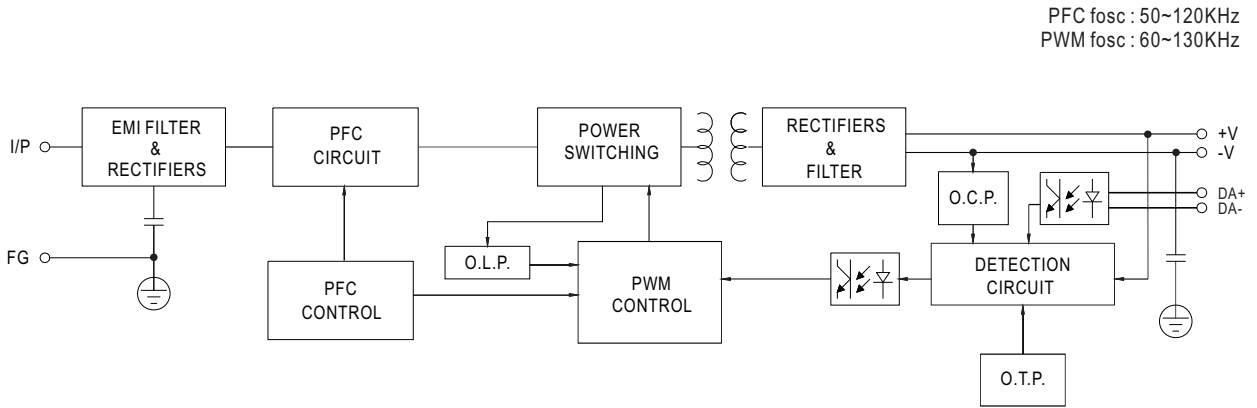 PFC fosc : 50~120KHz
PWM fosc : 60~130KHz
I/P
EMI FILTER
&
RECTIFIERS
PFC
CIRCUIT
POWER
SWITCHING
RECTIFIERS
&
FILTER
+V
-V
DA+
DA-
O.C.P.
FG
O.L.P.
PFC
CONTROL
PWM
CONTROL
DETECTION
CIRCUIT
O.T.P.